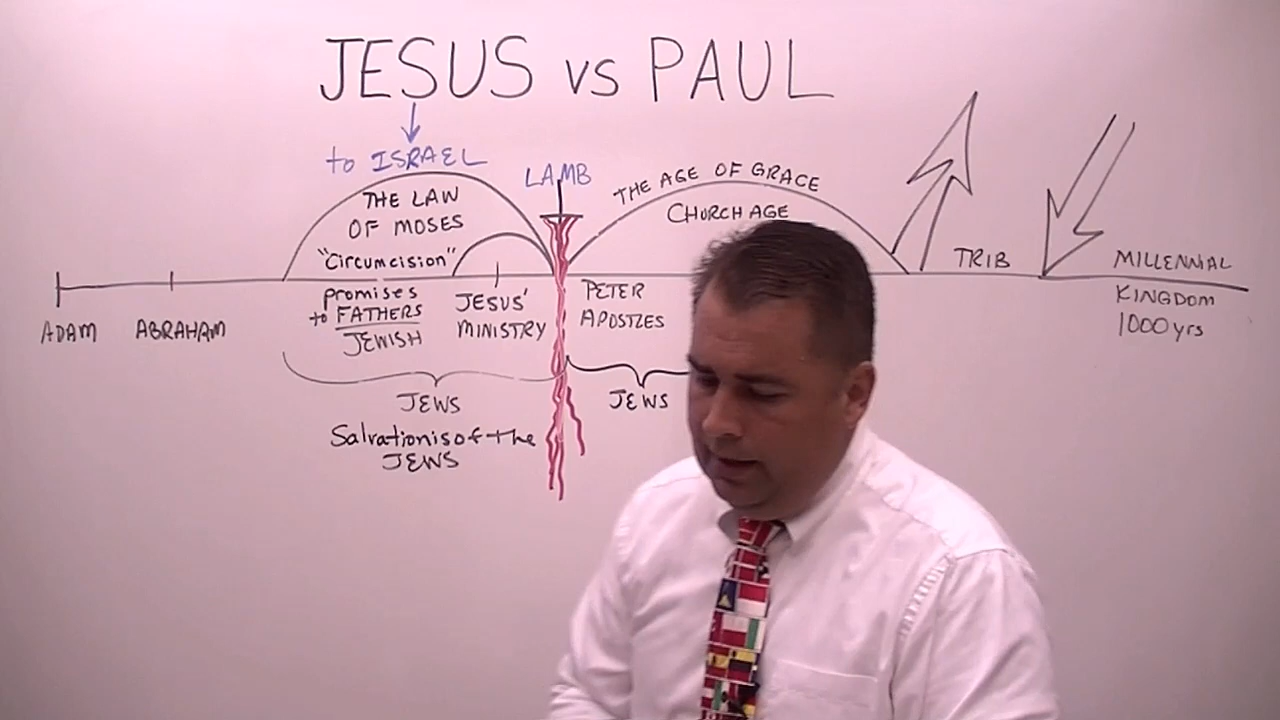 JESUS vs PAUL
to ISRAEL
THE LAW
OF MOSES
"Circumcision"
LAMB
THE AGE OF GRACE
CHURCH AGE
TRIB
MILLENNIAL
KINGDOM
1000 yrs
ADAM
ABRAHAM
promises
to FATHERS
JEWISH
JESUS'
MINISTRY
PETER
APOSTLES
JEWS
Salvation is of the
JEWS
JEWS